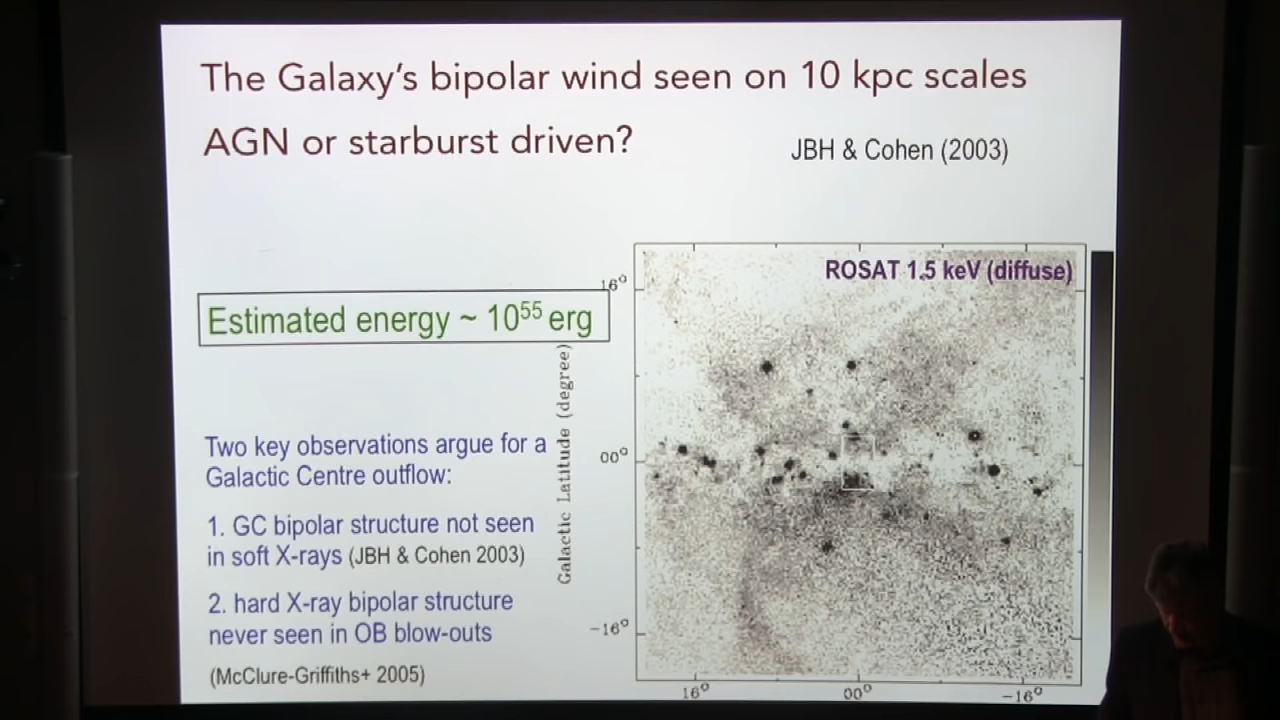 The Galaxy's bipolar wind seen on 10 kpc scales
AGN or starburst driven?
JBH & Cohen (2003)
ROSAT 1.5 keV (diffuse)
Estimated energy ~ 10⁵⁵ erg
Two key observations argue for a
Galactic Centre outflow:
1. GC bipolar structure not seen
in soft X-rays (JBH & Cohen 2003)
2. hard X-ray bipolar structure
never seen in OB blow-outs
(McClure-Griffiths+ 2005)
Galactic Latitude (degree)
16°
00°
-16°
16°
00°
-16°